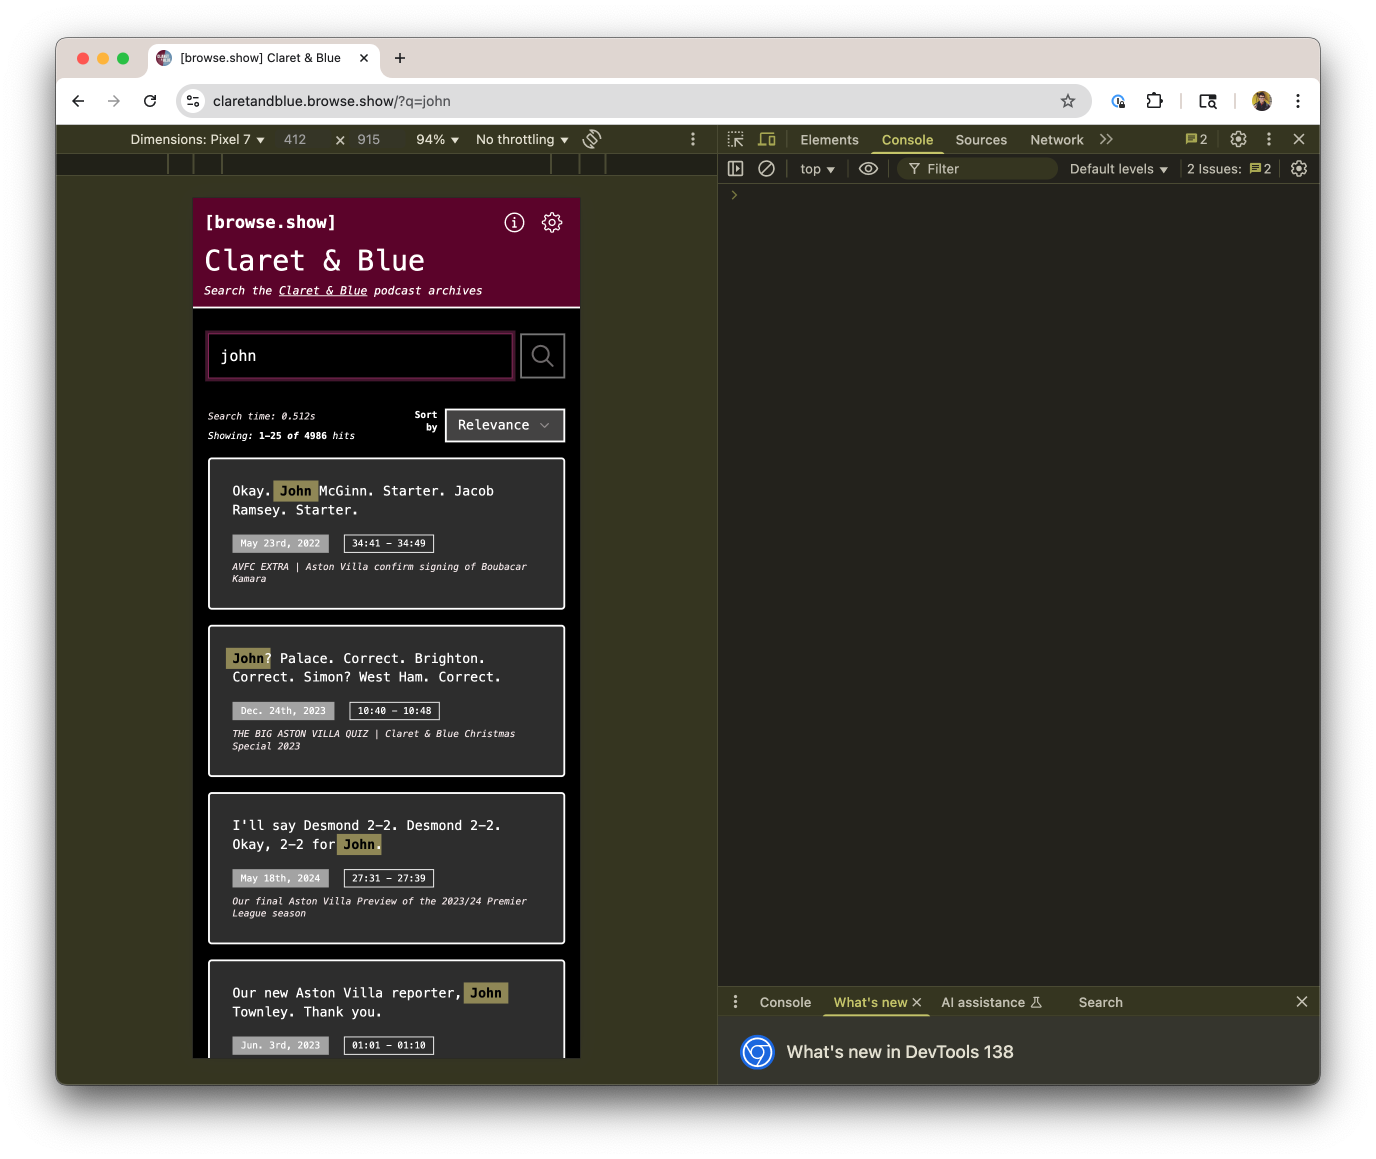 [browse.show] Claret & Blue
claretandblue.browse.show/?q=john
Dimensions: Pixel 7 412 × 915 94% No throttling
Elements Console Sources Network 2
top Filter Default levels 2 Issues: 2
[browse.show]
Claret & Blue
Search the Claret & Blue podcast archives
john
Search time: 0.512s
Showing: 1–25 of 4986 hits
Sort
by
Relevance
Okay. John McGinn. Starter. Jacob
Ramsey. Starter.
May 23rd, 2022 34:41 – 34:49
AVFC EXTRA | Aston Villa confirm signing of Boubacar
Kamara
John? Palace. Correct. Brighton.
Correct. Simon? West Ham. Correct.
Dec. 24th, 2023 10:40 – 10:48
THE BIG ASTON VILLA QUIZ | Claret & Blue Christmas
Special 2023
I'll say Desmond 2–2. Desmond 2–2.
Okay, 2–2 for John.
May 18th, 2024 27:31 – 27:39
Our final Aston Villa Preview of the 2023/24 Premier
League season
Our new Aston Villa reporter, John
Townley. Thank you.
Jun. 3rd, 2023 01:01 – 01:10
Console What's new AI assistance Search
What's new in DevTools 138